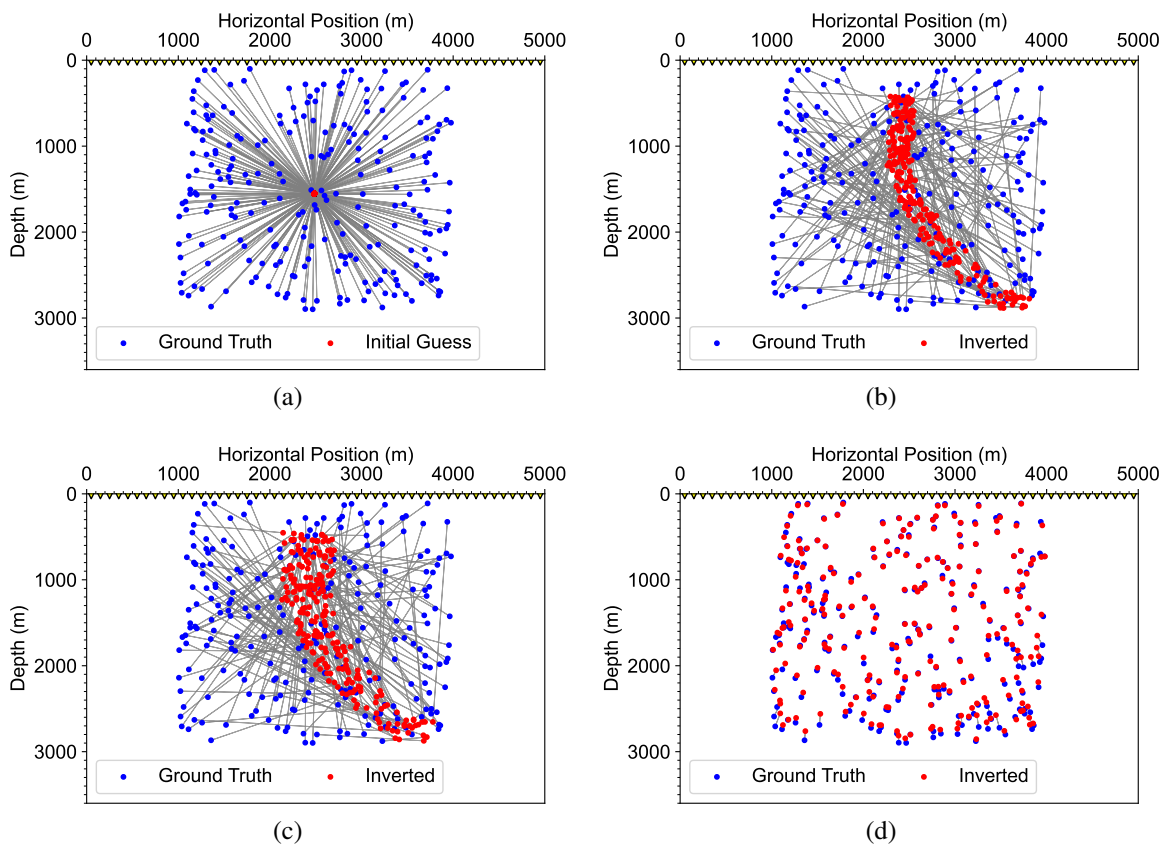 Horizontal Position (m)
0 1000 2000 3000 4000 5000
0
1000
2000
3000
Depth (m)
Ground Truth Initial Guess
(a)
Horizontal Position (m)
0 1000 2000 3000 4000 5000
0
1000
2000
3000
Depth (m)
Ground Truth Inverted
(b)
Horizontal Position (m)
0 1000 2000 3000 4000 5000
0
1000
2000
3000
Depth (m)
Ground Truth Inverted
(c)
Horizontal Position (m)
0 1000 2000 3000 4000 5000
0
1000
2000
3000
Depth (m)
Ground Truth Inverted
(d)